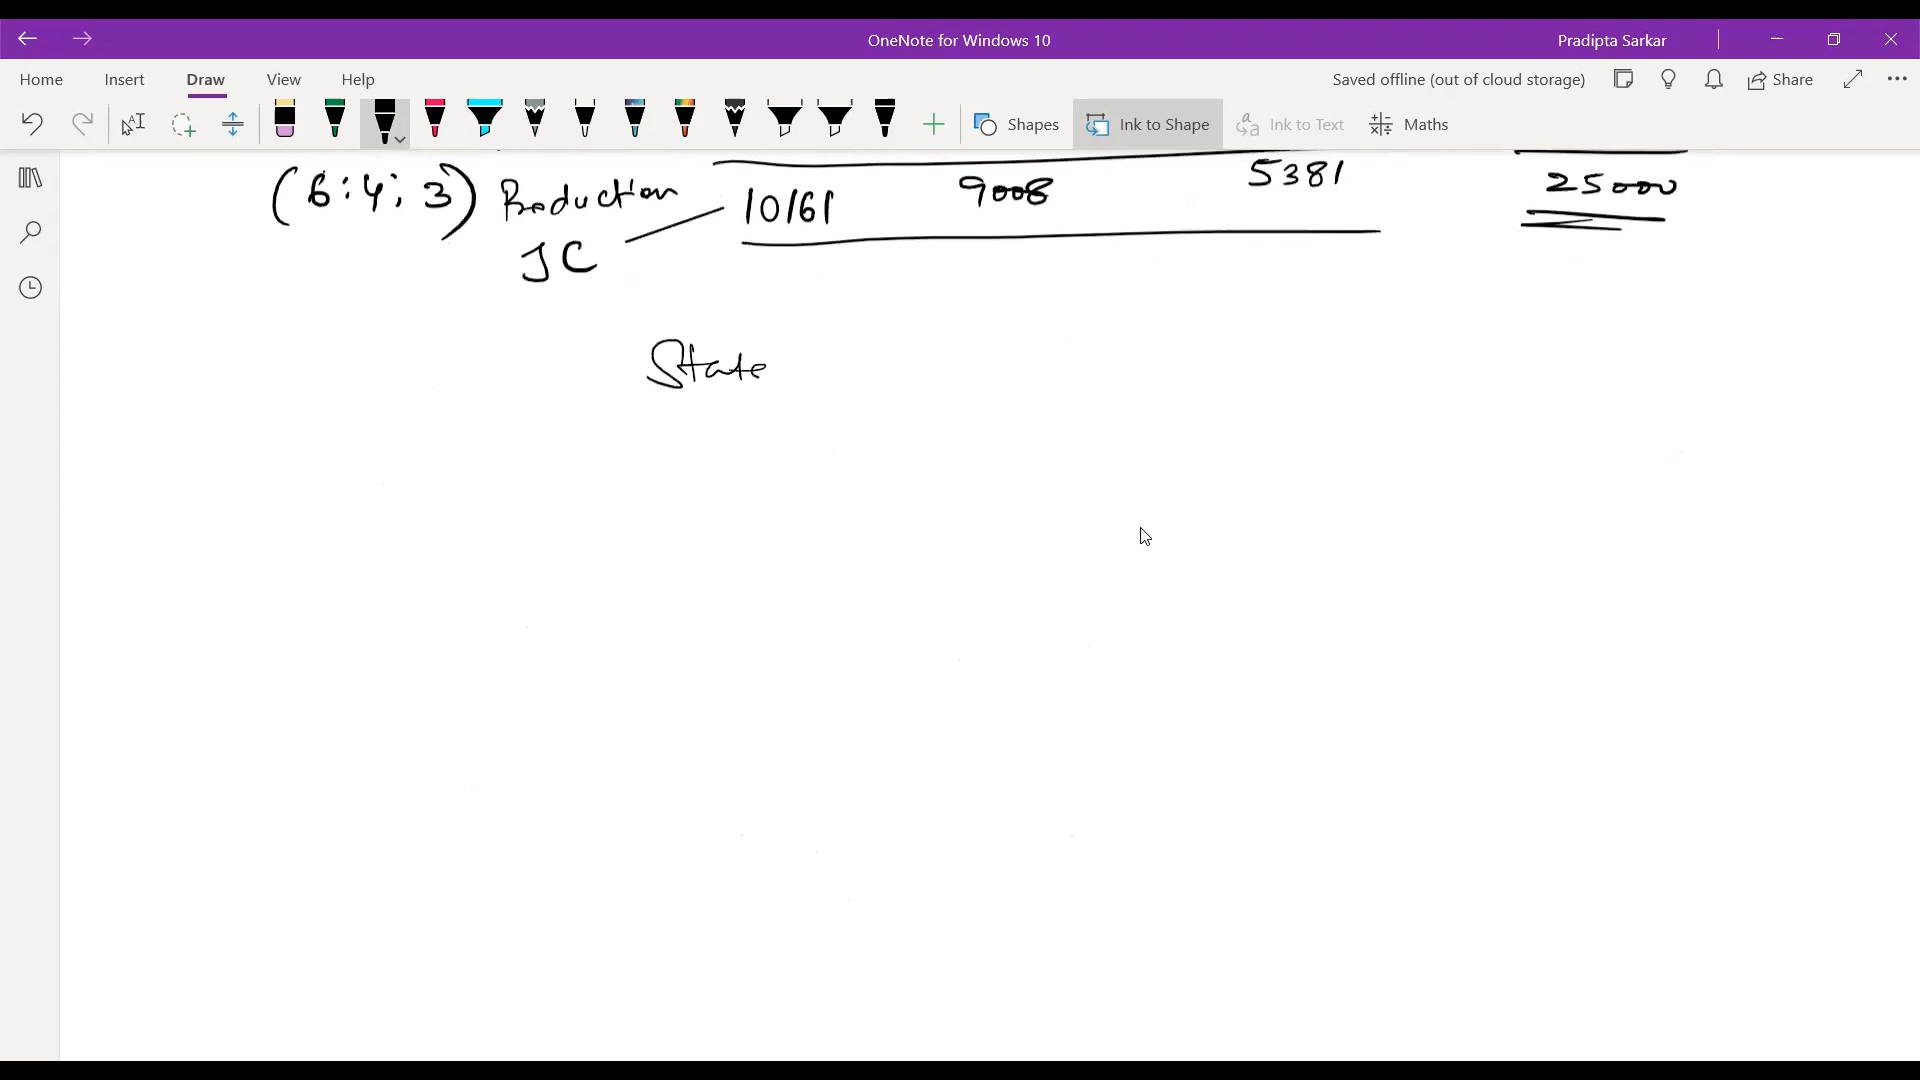 OneNote for Windows 10
Pradipta Sarkar
Home Insert Draw View Help
Saved offline (out of cloud storage)
Share
Shapes
Ink to Shape
Ink to Text
Maths
(6:4:3) Reduction 10161 9008 5381 25000
JC
State